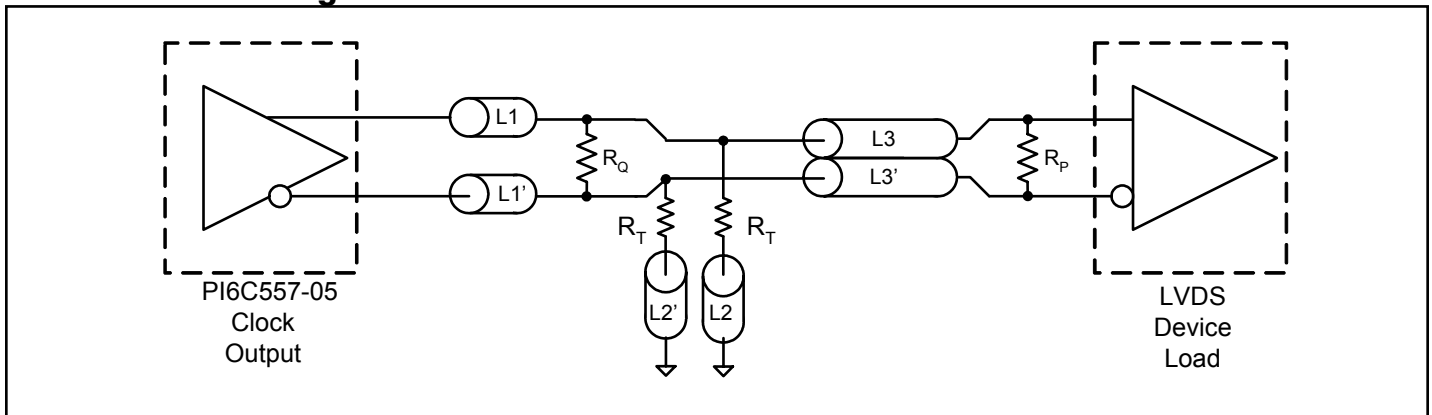 L1
R_Q
L1’
L3
L3’
R_P
R_T
R_T
L2’
L2
PI6C557-05
Clock
Output
LVDS
Device
Load